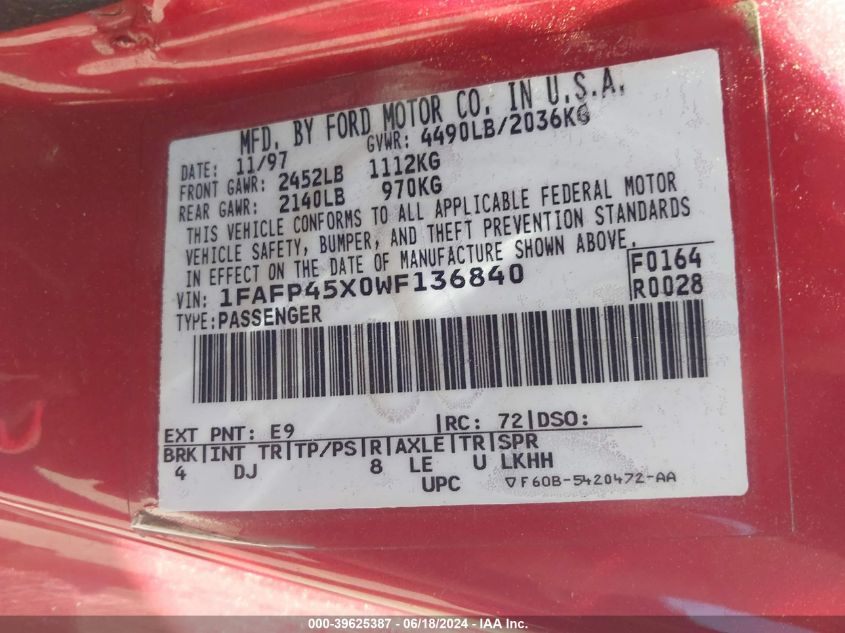 MFD. BY FORD MOTOR CO. IN U.S.A.
DATE: 11/97 GVWR: 4490LB/2036KG
FRONT GAWR: 2452LB 1112KG
REAR GAWR: 2140LB 970KG
THIS VEHICLE CONFORMS TO ALL APPLICABLE FEDERAL MOTOR
VEHICLE SAFETY, BUMPER, AND THEFT PREVENTION STANDARDS
IN EFFECT ON THE DATE OF MANUFACTURE SHOWN ABOVE.
VIN: 1FAFP45X0WF136840 F0164
TYPE: PASSENGER R0028
EXT PNT: E9 |RC: 72|DSO:
BRK|INT TR|TP/PS|R|AXLE|TR|SPR
4 DJ 8 LE U LKHH
UPC ▽F60B-5420472-AA
000-39625387 - 06/18/2024 - IAA Inc.